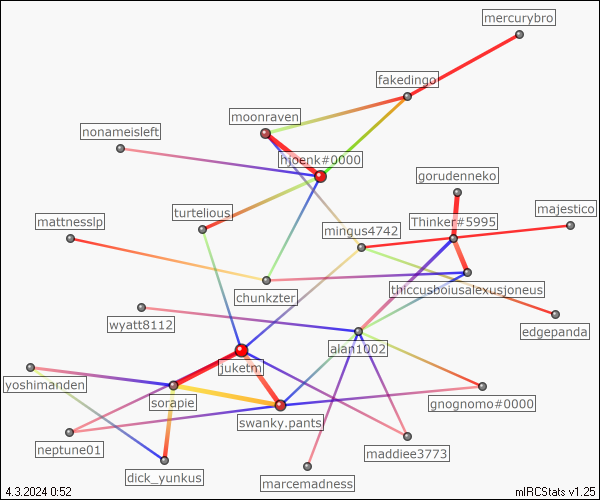 mercurybro
fakedingo
moonraven
nonameisleft
hjoenk#0000
gorudenneko
turtelious
majestico
mattnesslp
Thinker#5995
mingus4742
chunkzter
thiccusboiusalexusjoneus
wyatt8112
edgepanda
alan1002
juketm
yoshimanden
sorapie
gnognomo#0000
swanky.pants
neptune01
maddiee3773
dick_yunkus
marcemadness
4.3.2024 0:52
mIRCStats v1.25